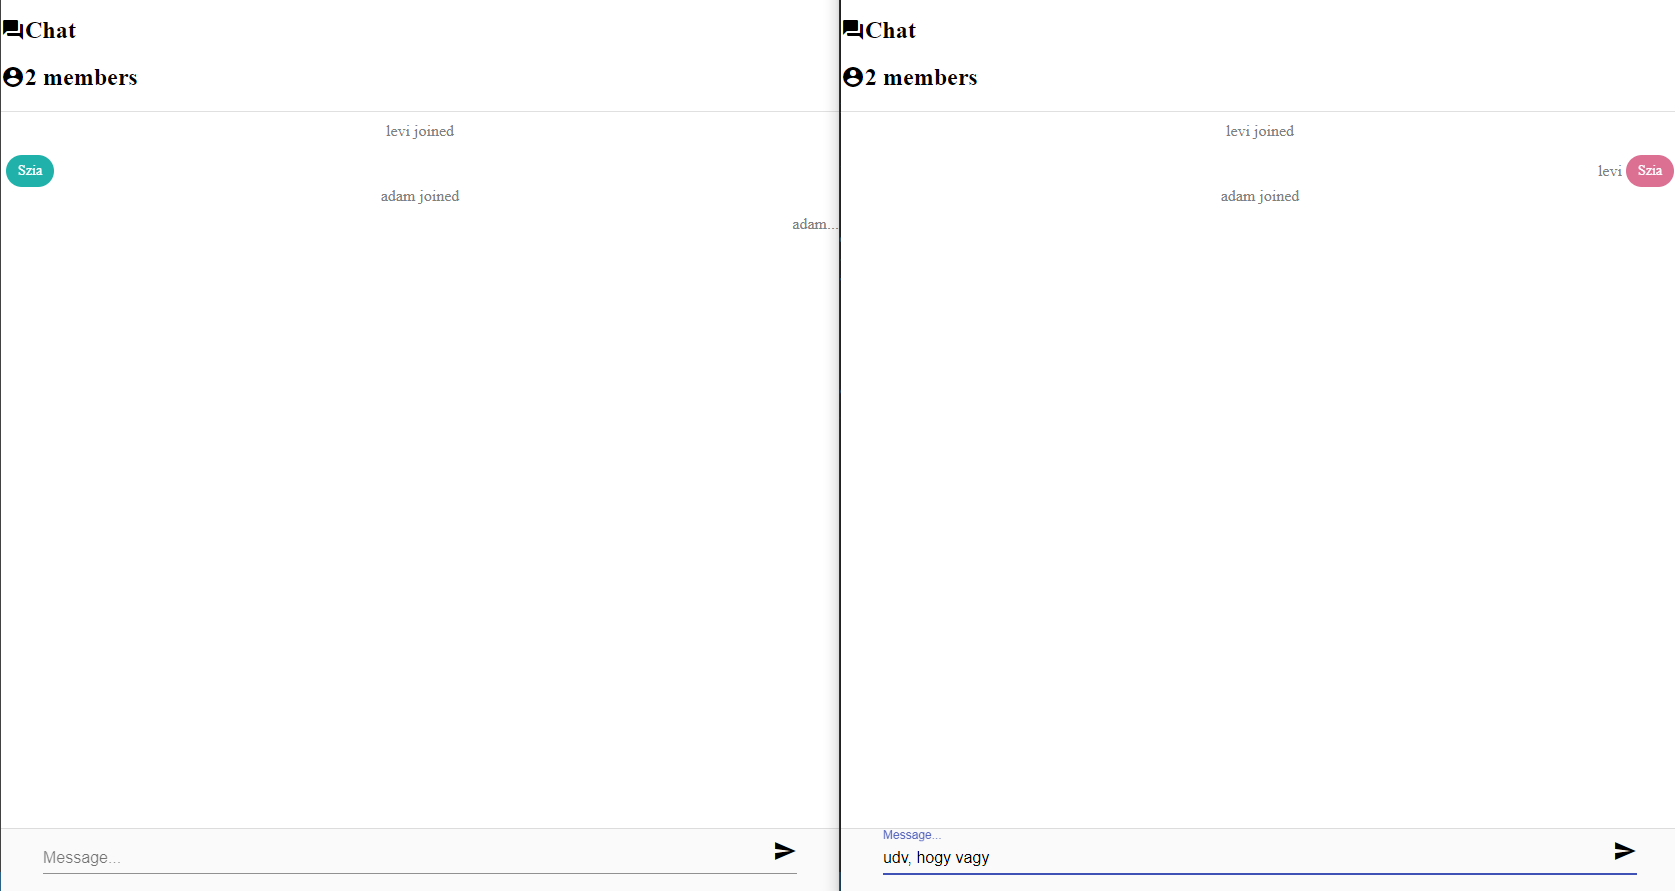 Chat
2 members
levi joined
Szia
adam joined
adam...
Message...
Chat
2 members
levi joined
levi Szia
adam joined
Message...
udv, hogy vagy